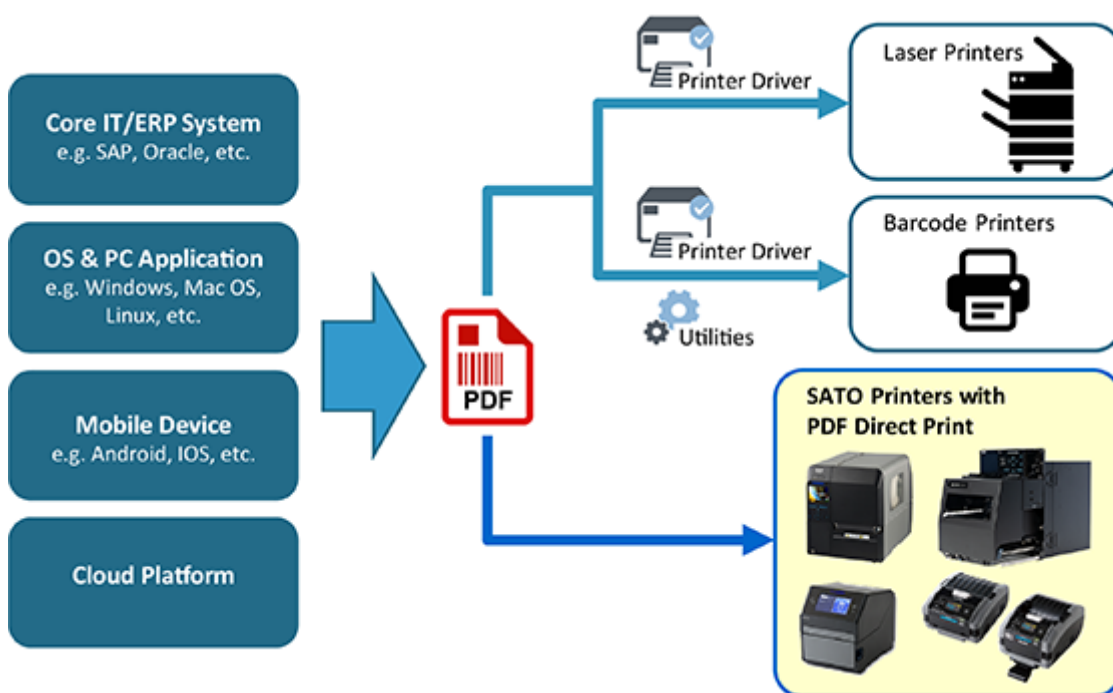 Core IT/ERP System
e.g. SAP, Oracle, etc.
OS & PC Application
e.g. Windows, Mac OS,
Linux, etc.
Mobile Device
e.g. Android, IOS, etc.
Cloud Platform
PDF
Printer Driver
Laser Printers
Printer Driver
Utilities
Barcode Printers
SATO Printers with
PDF Direct Print